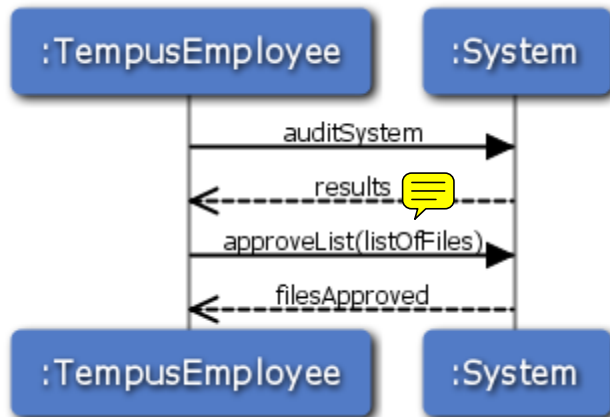 :TempusEmployee :System
auditSystem
results
approveList(listOfFiles)
filesApproved
:TempusEmployee :System